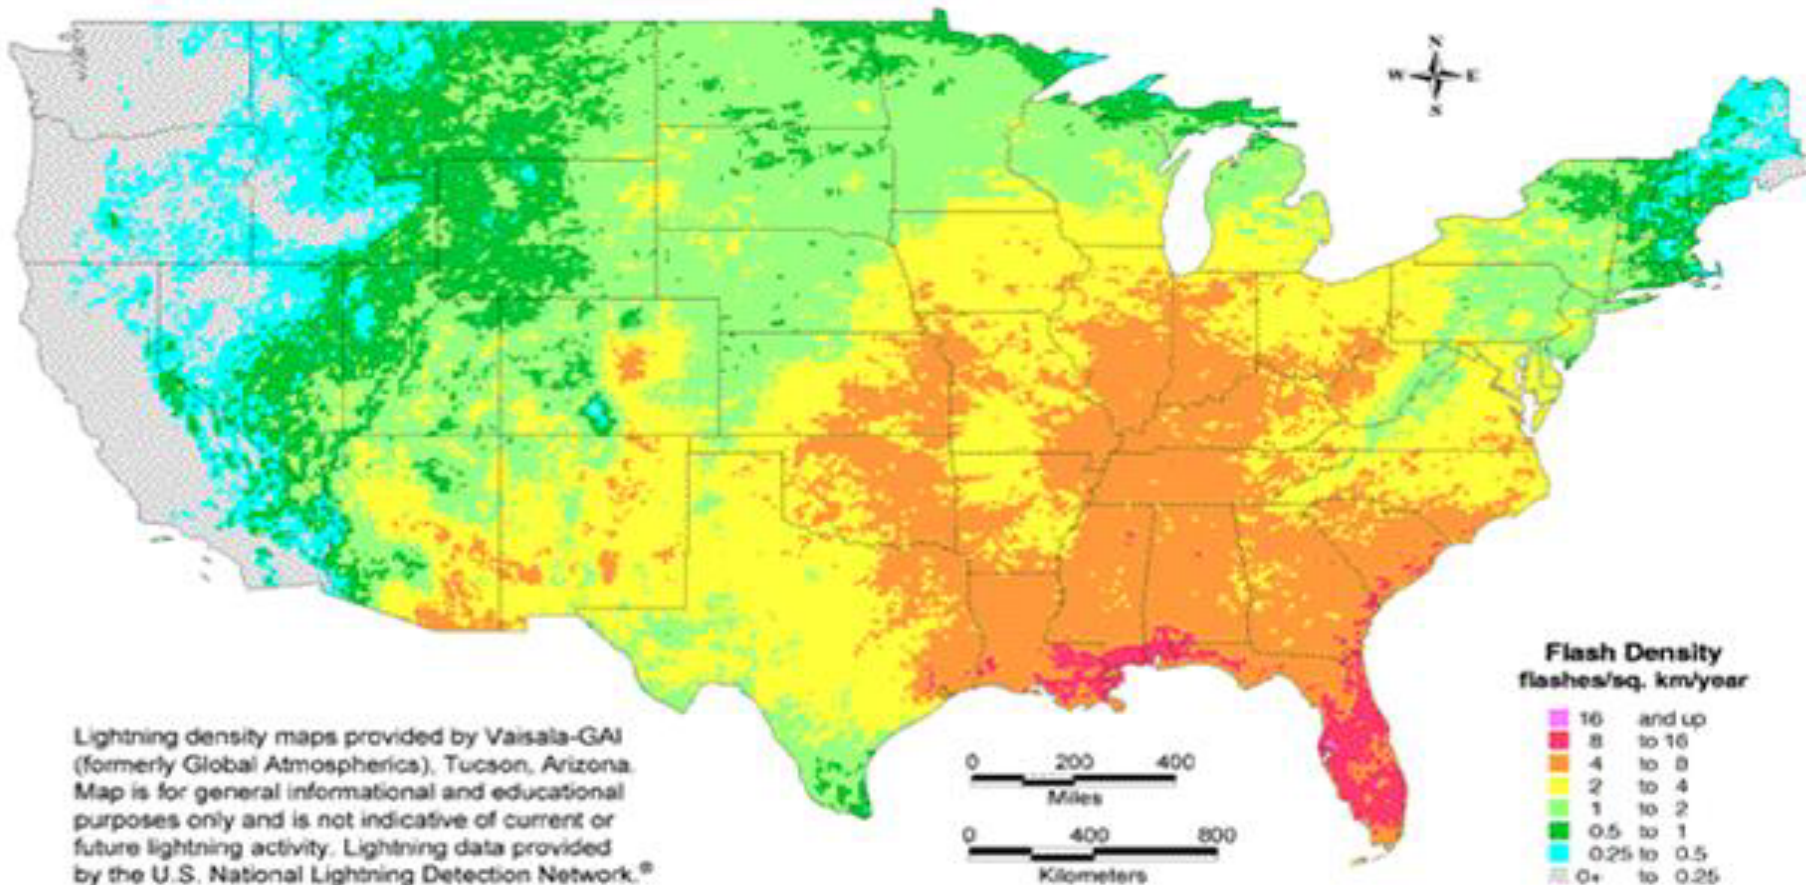 N
W E
S
Flash Density
flashes/sq. km/year
16 and up
8 to 16
4 to 8
2 to 4
1 to 2
0.5 to 1
0.25 to 0.5
0+ to 0.25
0 200 400
Miles
0 400 800
Kilometers
Lightning density maps provided by Vaisala-GAI
(formerly Global Atmospherics), Tucson, Arizona.
Map is for general informational and educational
purposes only and is not indicative of current or
future lightning activity. Lightning data provided
by the U.S. National Lightning Detection Network.®